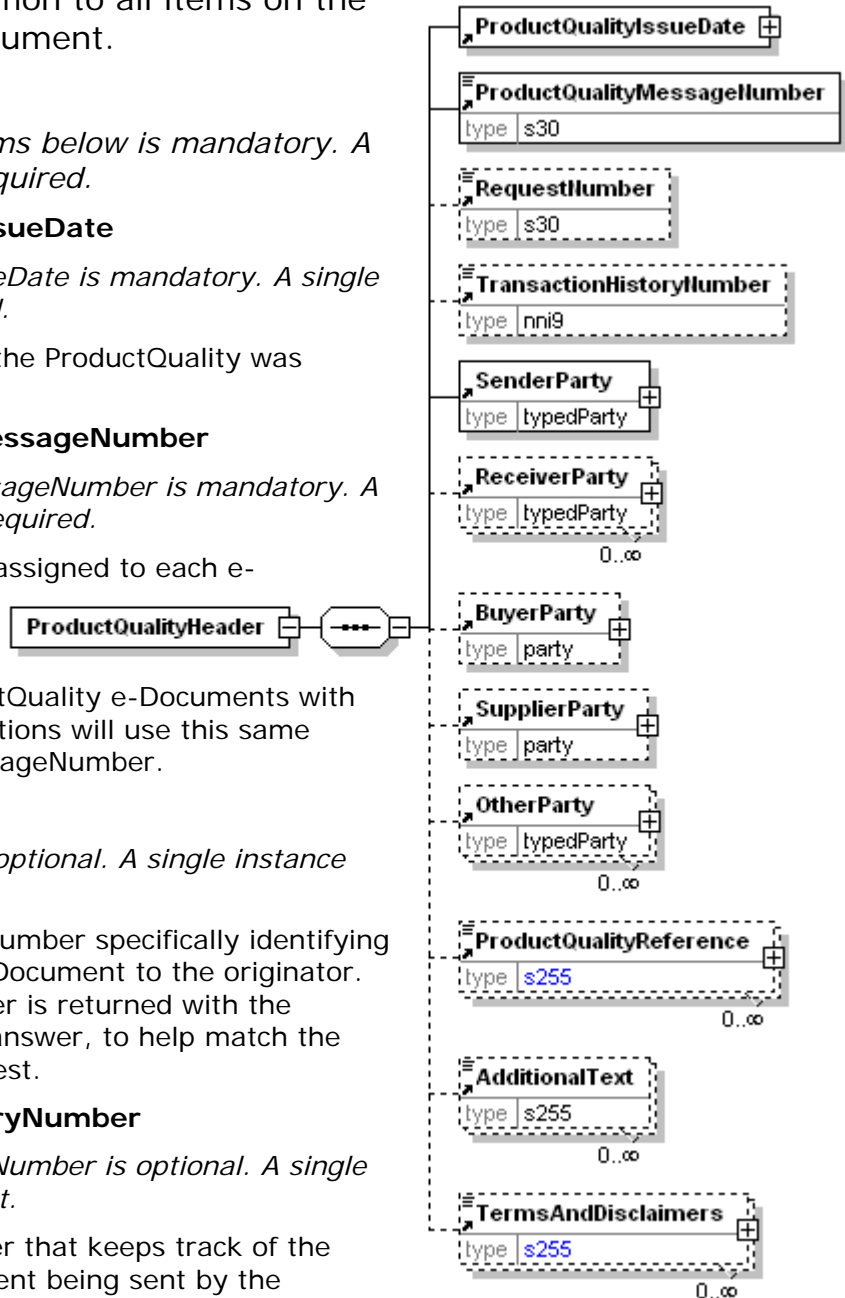 ion to all items on the
ument.
ms below is mandatory. A
quired.
ssueDate
eDate is mandatory. A single
d.
the ProductQuality was
essageNumber
sageNumber is mandatory. A
equired.
assigned to each e-
tQuality e-Documents with
tions will use this same
ageNumber.
optional. A single instance
umber specifically identifying
Document to the originator.
er is returned with the
answer, to help match the
est.
ryNumber
Number is optional. A single
t.
er that keeps track of the
ent being sent by the
ProductQualityHeader
ProductQualityIssueDate
ProductQualityMessageNumber
type s30
RequestNumber
type s30
TransactionHistoryNumber
type nni9
SenderParty
type typedParty
ReceiverParty
type typedParty
0..∞
BuyerParty
type party
SupplierParty
type party
OtherParty
type typedParty
0..∞
ProductQualityReference
type s255
0..∞
AdditionalText
type s255
0..∞
TermsAndDisclaimers
type s255
0..∞